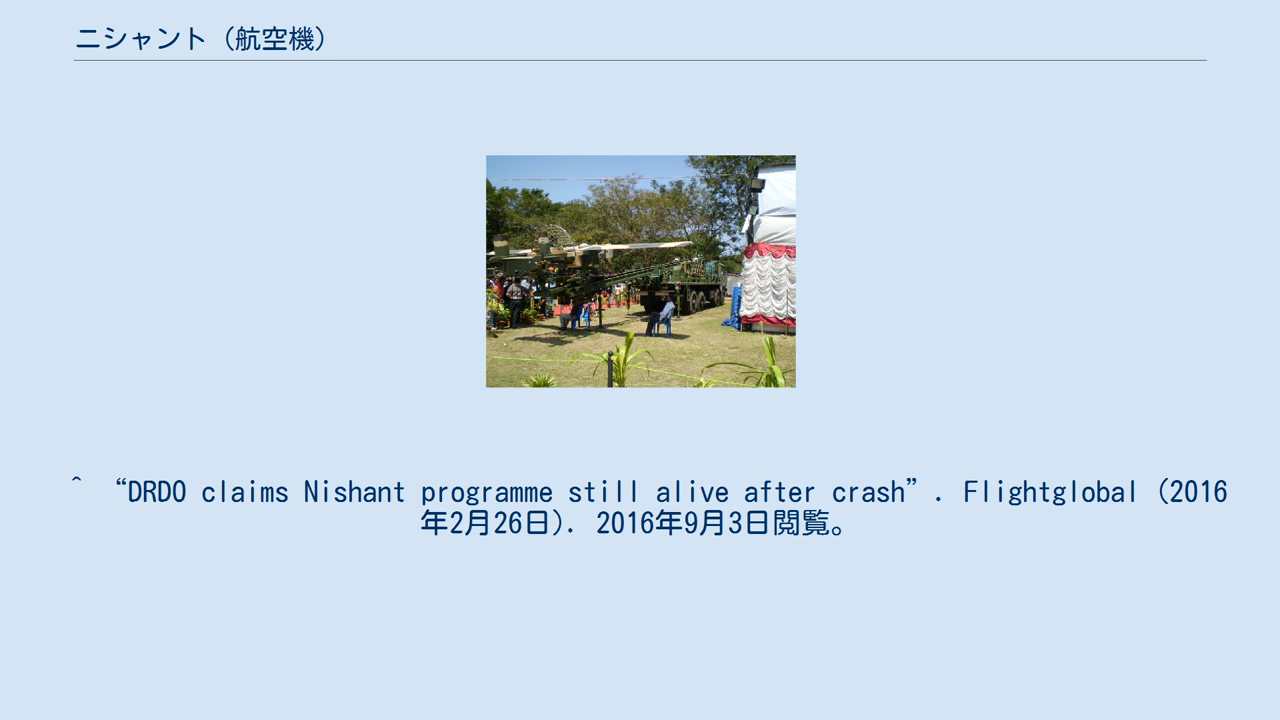 ニシャント (航空機)
^ “DRDO claims Nishant programme still alive after crash”. Flightglobal (2016
年2月26日). 2016年9月3日閲覧。